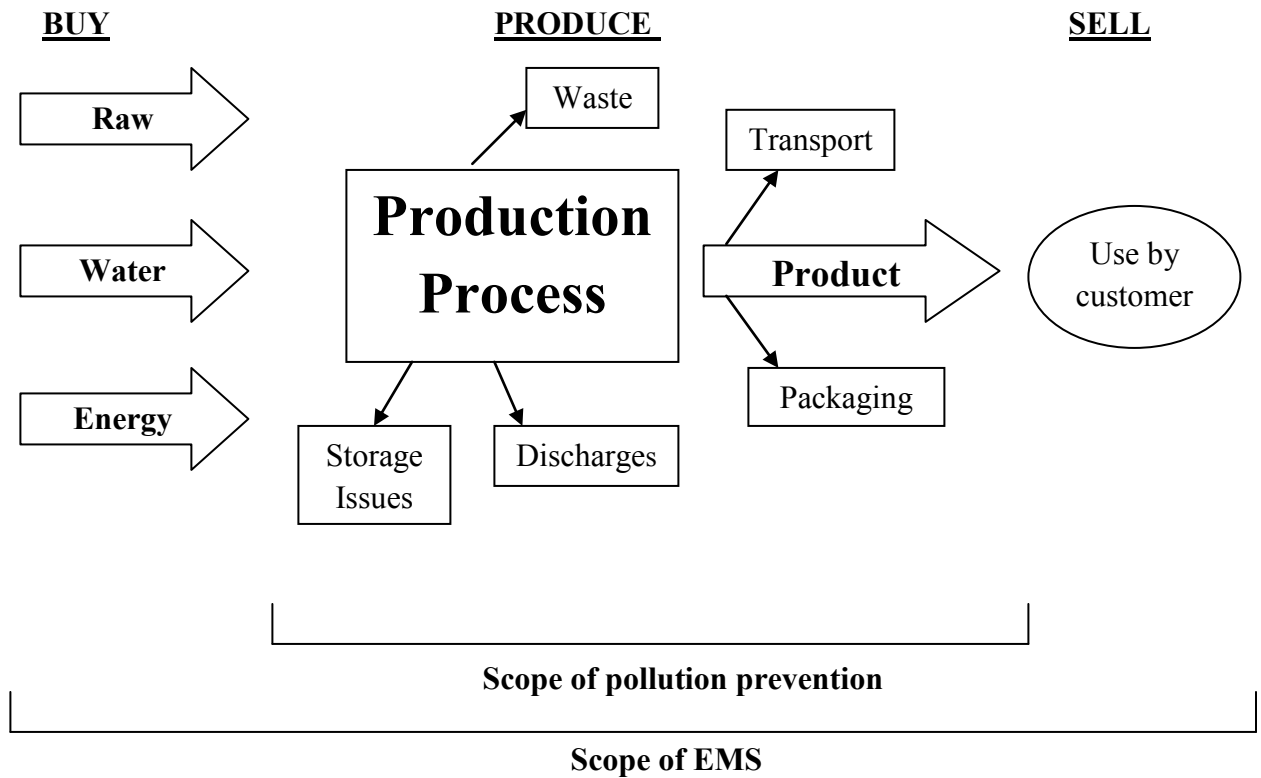 BUY
PRODUCE
SELL
Raw
Waste
Transport
Production
Process
Water
Product
Use by
customer
Energy
Packaging
Storage
Issues
Discharges
Scope of pollution prevention
Scope of EMS